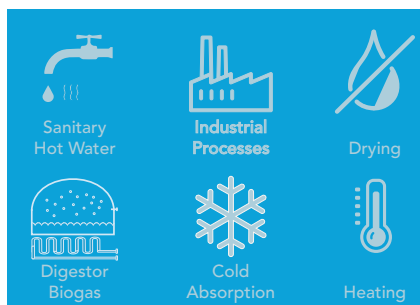 Sanitary
Hot Water
Industrial
Processes
Drying
Digestor
Biogas
Cold
Absorption
Heating